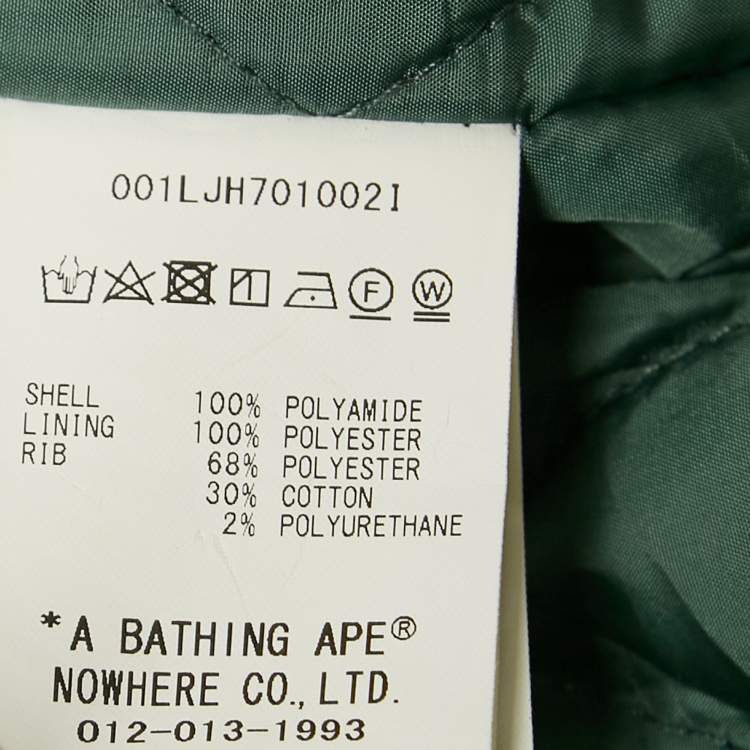 001LJH701002I
F W
SHELL 100% POLYAMIDE
LINING 100% POLYESTER
RIB 68% POLYESTER
30% COTTON
2% POLYURETHANE
*A BATHING APE®
NOWHERE CO.,LTD.
012-013-1993